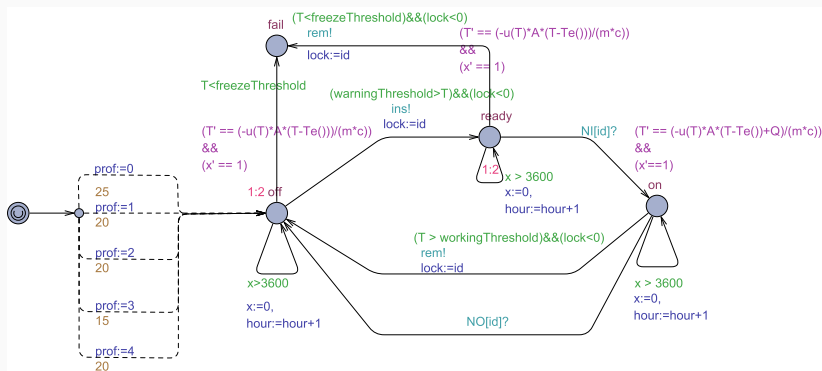 fail
(T<freezeThreshold)&&(lock<0)
rem!
lock:=id
(T' == (-u(T)*A*(T-Te()))/(m*c))
&&
(x' == 1)
T<freezeThreshold
(warningThreshold>T)&&(lock<0)
ins!
lock:=id
ready
(T' == (-u(T)*A*(T-Te()))/(m*c))
&&
(x' == 1)
NI[id]?
(T' == (-u(T)*A*(T-Te())+Q)/(m*c))
&&
(x'==1)
prof:=0
25
prof:=1
20
prof:=2
20
prof:=3
15
prof:=4
20
1:2 off
1:2
x > 3600
x:=0,
hour:=hour+1
on
(T > workingThreshold)&&(lock<0)
rem!
lock:=id
x>3600
x:=0,
hour:=hour+1
x > 3600
x:=0,
hour:=hour+1
NO[id]?